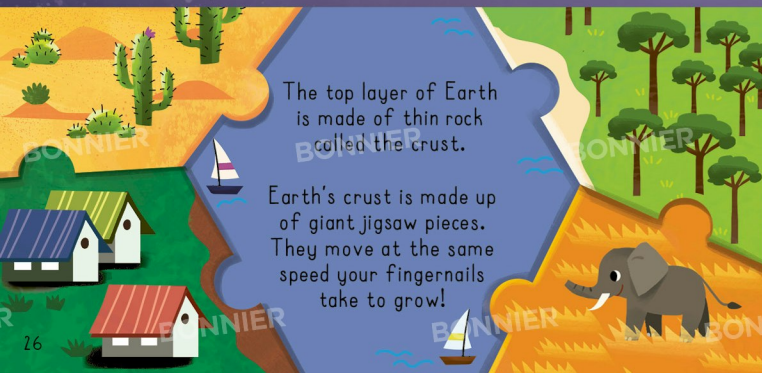 The top layer of Earth
is made of thin rock
called the crust.
Earth's crust is made up
of giant jigsaw pieces.
They move at the same
speed your fingernails
take to grow!
26
BONNIER
BONNIER
BONNIER
BONNIER
BONNIER
BON
R